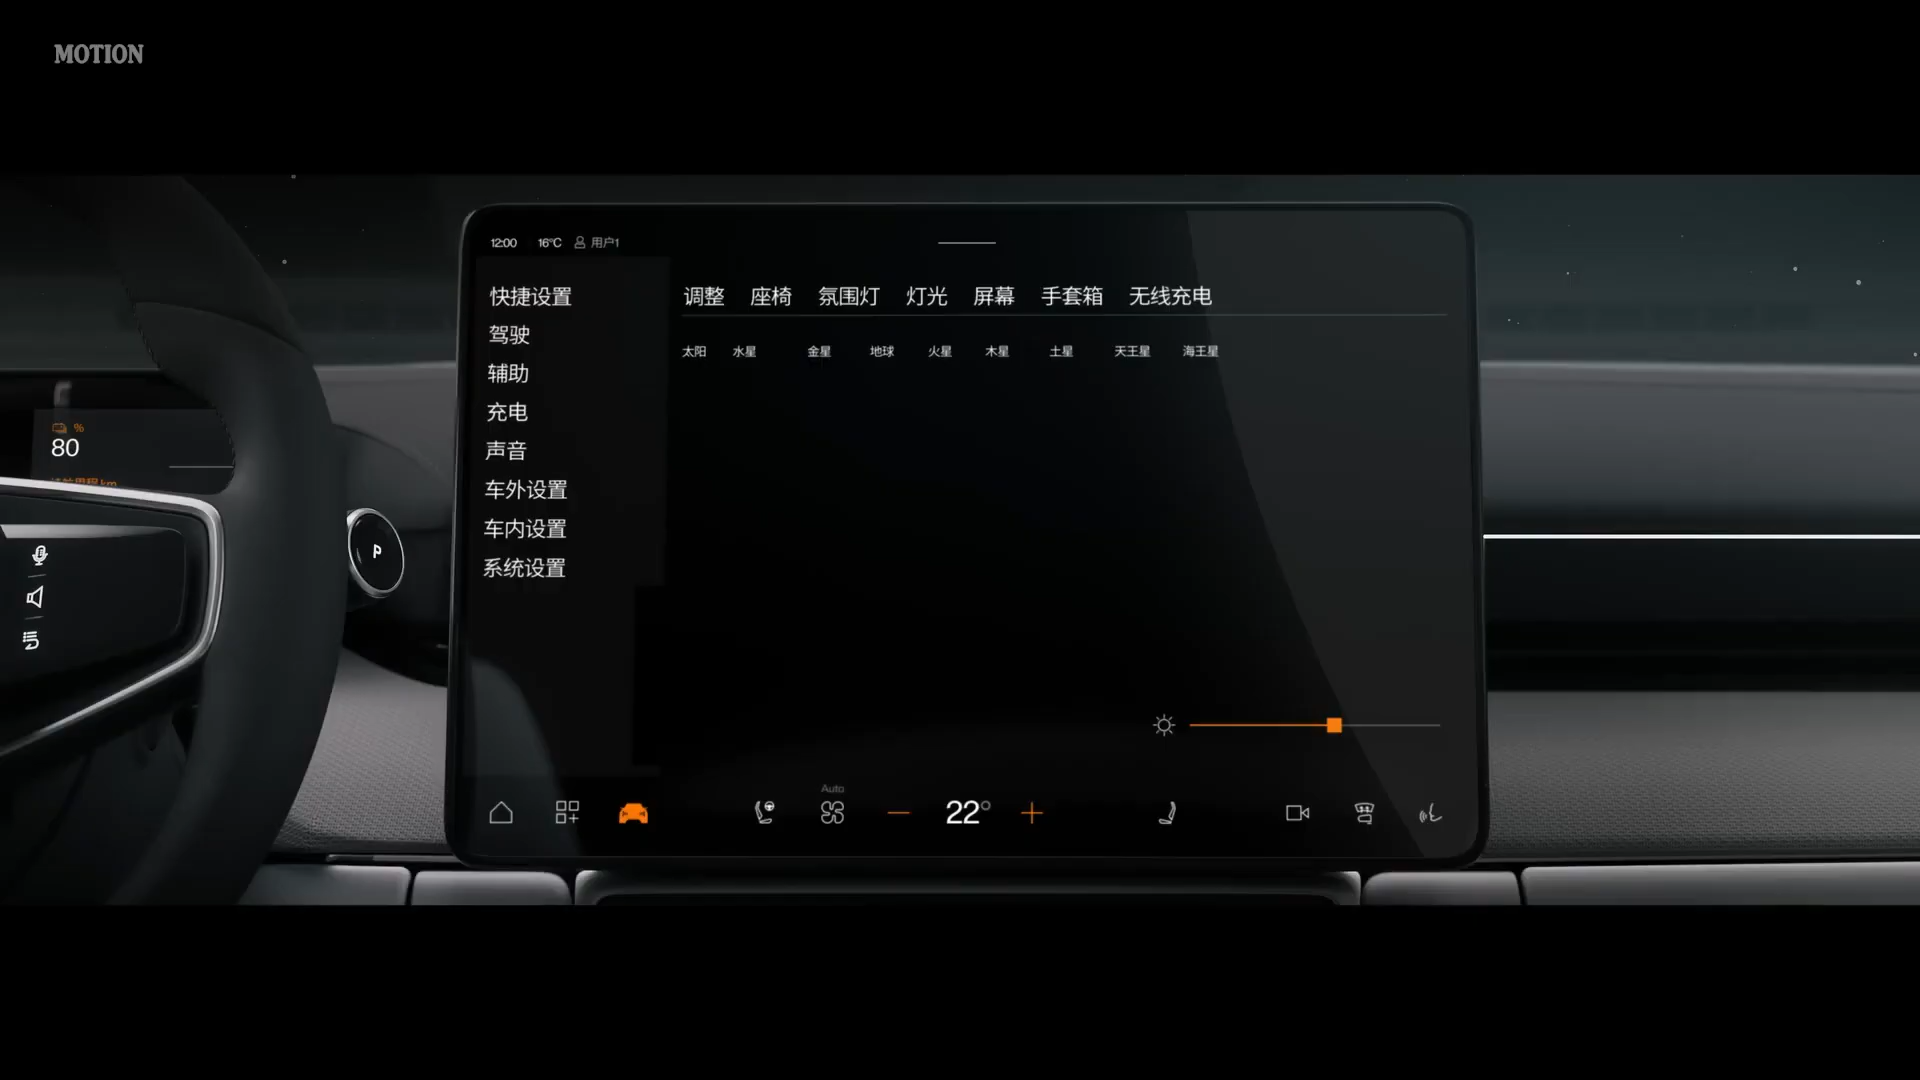 MOTION
12:00 16°C 用户1
快捷设置
驾驶
辅助
充电
声音
车外设置
车内设置
系统设置
调整 座椅 氛围灯 灯光 屏幕 手套箱 无线充电
太阳 水星 金星 地球 火星 木星 土星 天王星 海王星
%
80
P
Auto
22°